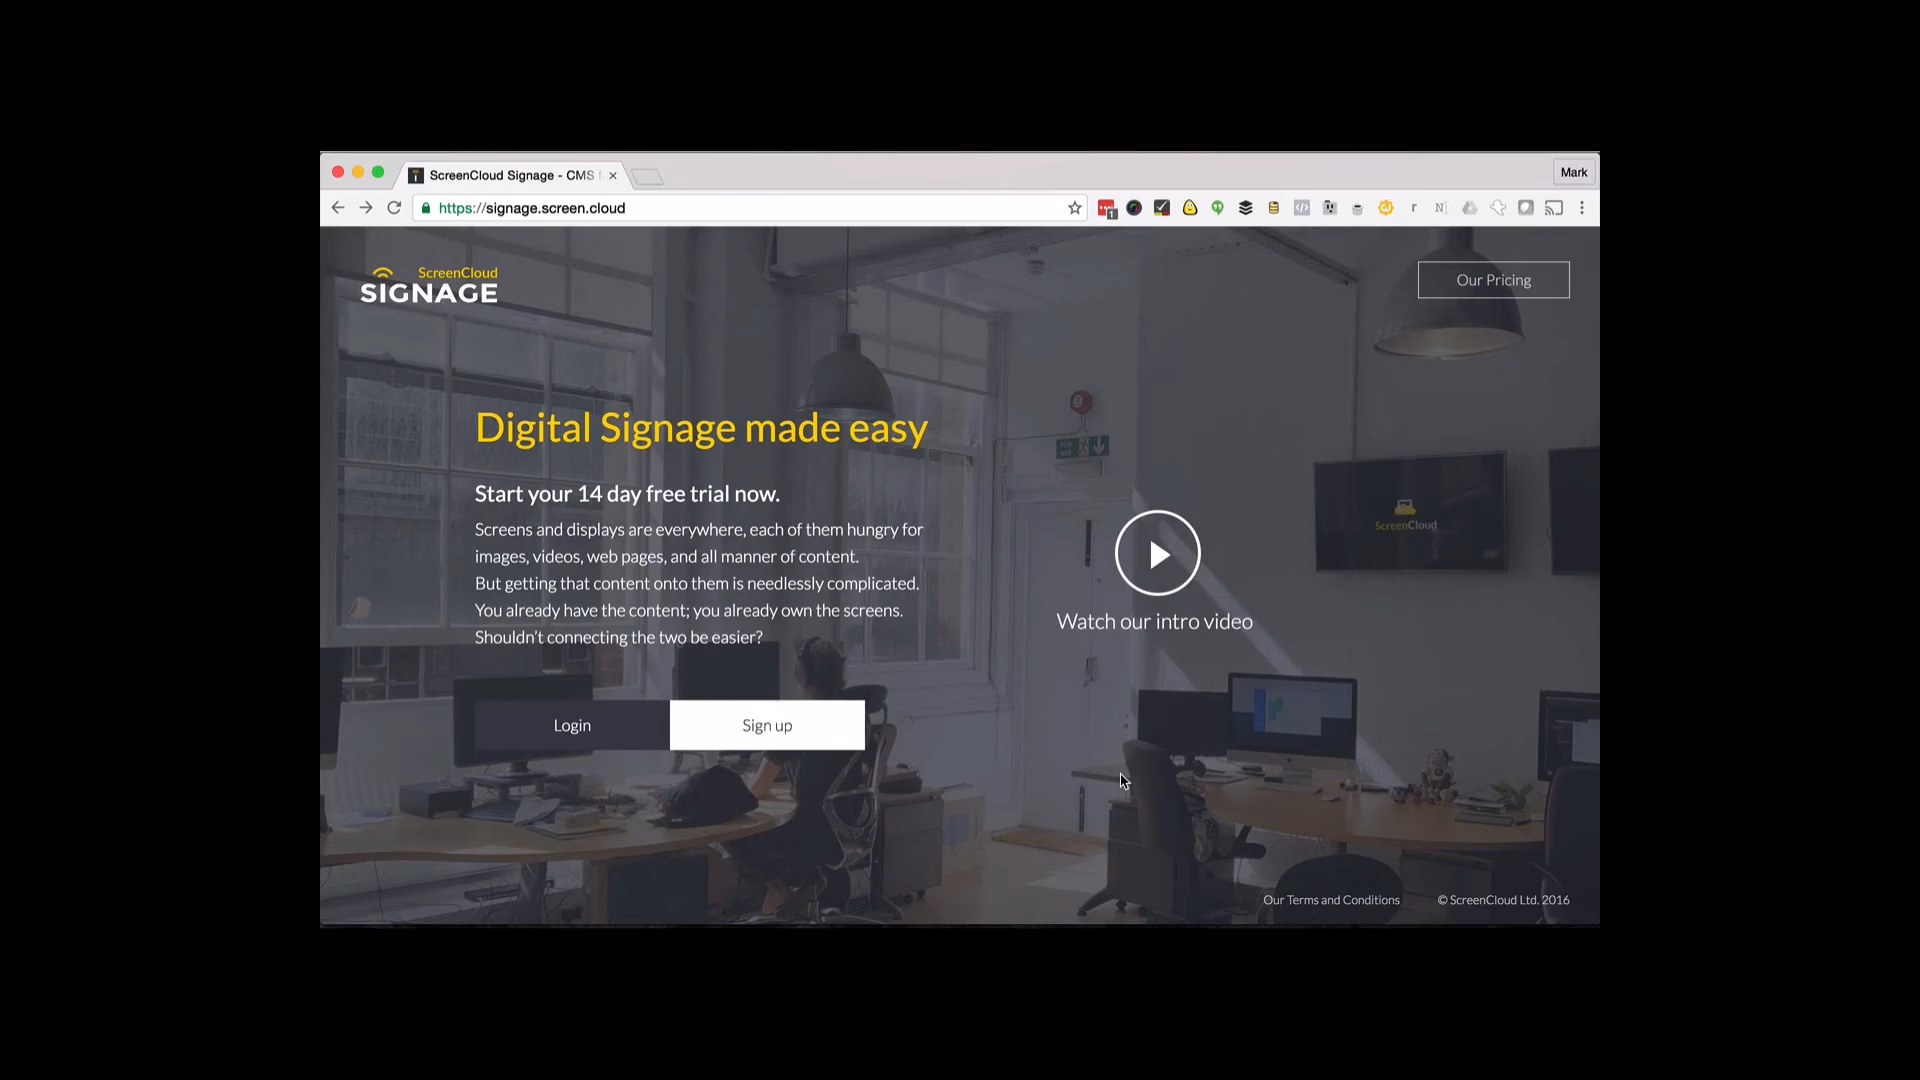 ScreenCloud Signage - CMS f
Mark
https://signage.screen.cloud
1
ScreenCloud
SIGNAGE
Our Pricing
Digital Signage made easy
Start your 14 day free trial now.
Screens and displays are everywhere, each of them hungry for
images, videos, web pages, and all manner of content.
But getting that content onto them is needlessly complicated.
You already have the content; you already own the screens.
Shouldn't connecting the two be easier?
ScreenCloud
Watch our intro video
Login
Sign up
Our Terms and Conditions
© ScreenCloud Ltd. 2016